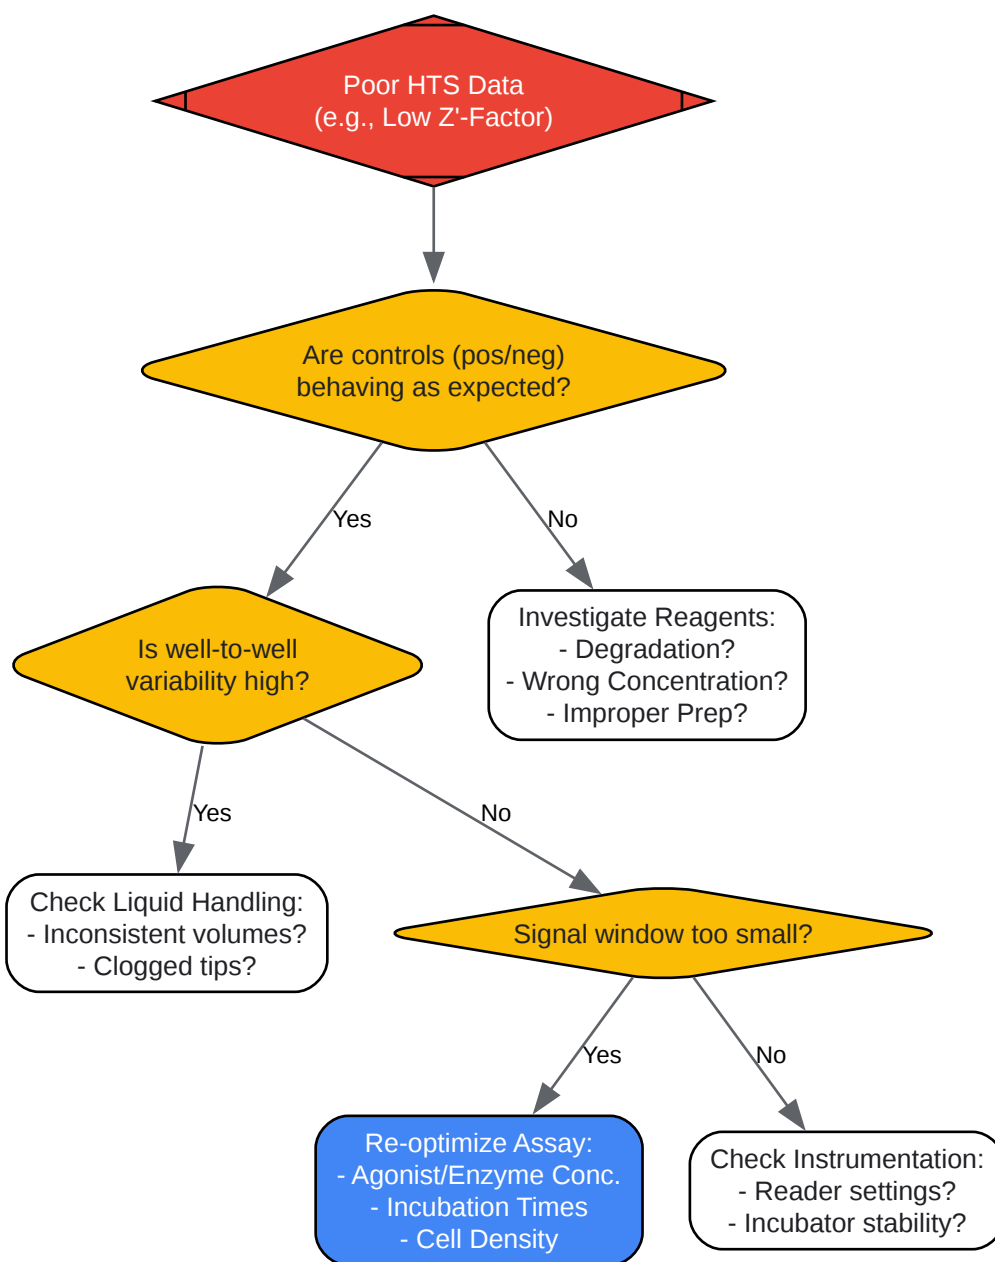 Poor HTS Data
(e.g., Low Z'-Factor)
Are controls (pos/neg)
behaving as expected?
Yes
No
Is well-to-well
variability high?
Investigate Reagents:
- Degradation?
- Wrong Concentration?
- Improper Prep?
Yes
No
Check Liquid Handling:
- Inconsistent volumes?
- Clogged tips?
Signal window too small?
Yes
No
Re-optimize Assay:
- Agonist/Enzyme Conc.
- Incubation Times
- Cell Density
Check Instrumentation:
- Reader settings?
- Incubator stability?